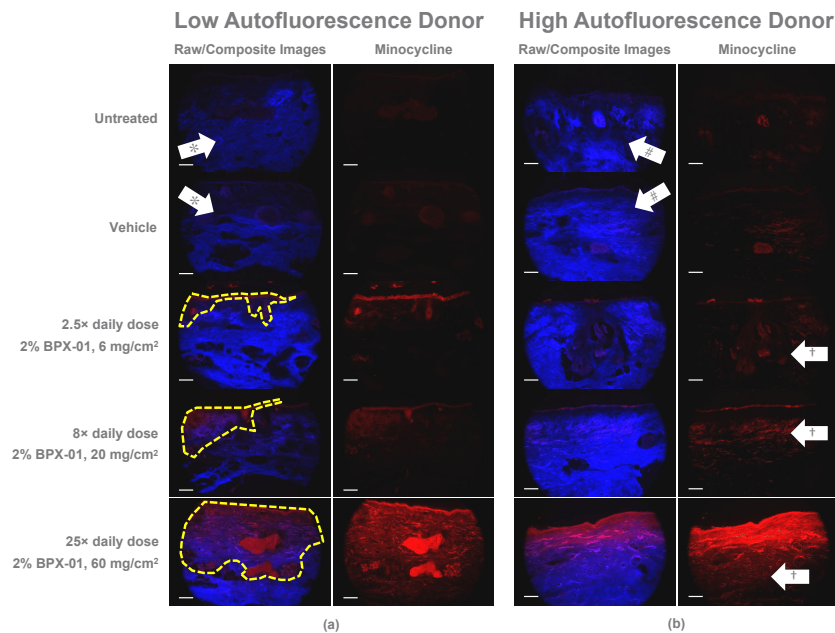 Low Autofluorescence Donor
High Autofluorescence Donor
Raw/Composite Images
Minocycline
Raw/Composite Images
Minocycline
Untreated
*
#
Vehicle
*
#
2.5× daily dose
2% BPX-01, 6 mg/cm²
†
8× daily dose
2% BPX-01, 20 mg/cm²
†
25× daily dose
2% BPX-01, 60 mg/cm²
†
(a)
(b)